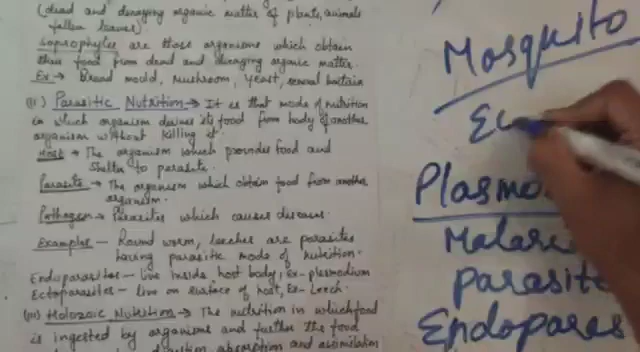 (dead and decaying organic matter of plants, animals
fallen leaves)
Saprophytes are those organisms which obtain
their food from dead and decaying organic matter.
Ex → Bread mould, Mushroom, Yeast, several bacteria
(ii) Parasitic Nutrition → It is that mode of nutrition
in which organism derives its food from body of another
organism without killing it.
Host → The organism which provides food and
shelter to parasite.
Parasite → The organism which obtain food from another
organism.
Pathogen → Parasites which causes disease.
Examples — Round worm, leeches are parasites
having parasitic mode of nutrition.
Endoparasites - live inside host body, Ex - plasmodium
Ectoparasites - live on surface of host, Ex - Leech.
(iii) Holozoic Nutrition → The nutrition in which food
is ingested by organisms and further the food
absorption and assimilation
Mosquito
Plasmo
Malar
Parasite
Endoparas